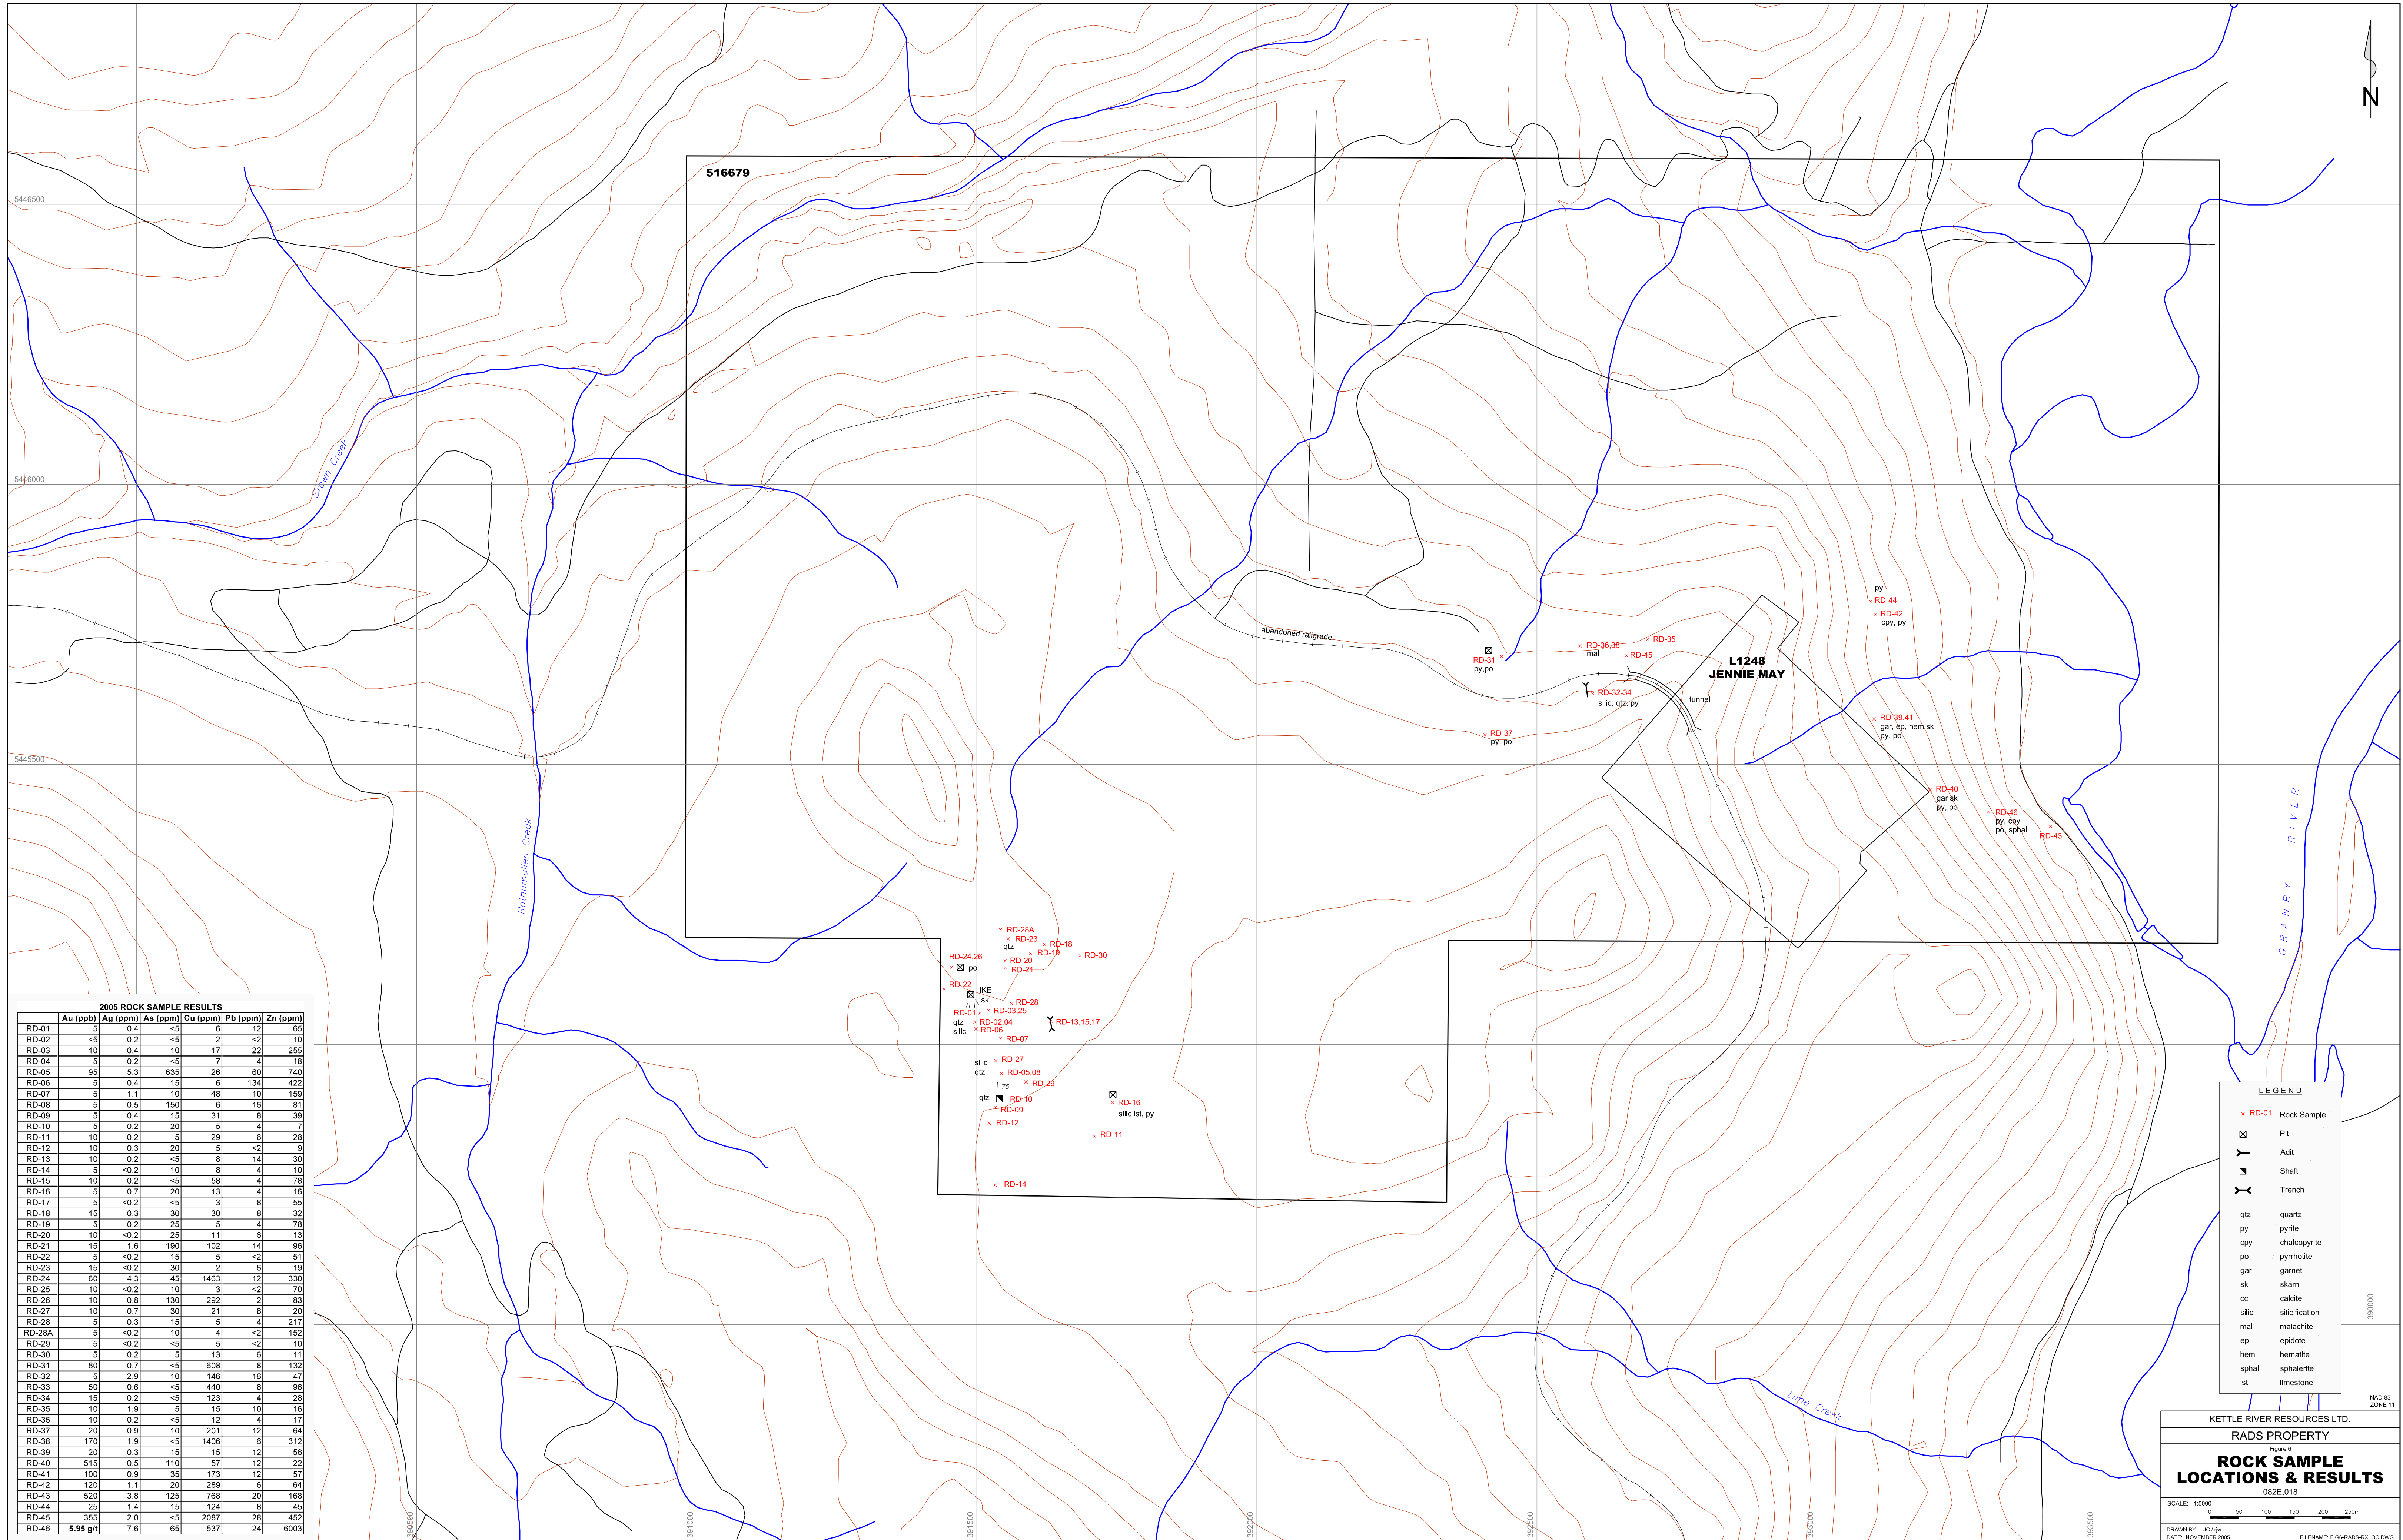 N
516679
5446500
5446000
5445500
Brown Creek
Rathumullen Creek
abandoned railgrade
RD-31
py,po
RD-36,38
mal
RD-35
RD-45
RD-32-34
silic, qtz, py
tunnel
L1248
JENNIE MAY
RD-37
py, po
py
RD-44
RD-42
cpy, py
RD-39,41
gar, ep, hem sk
py, po
RD-40
gar sk
py, po
RD-46
py, cpy
po, sphal
RD-43
GRANBY RIVER
RD-28A
RD-23
qtz
RD-18
RD-19
RD-30
RD-20
RD-21
RD-24,26
po
RD-22
IKE
sk
RD-28
RD-03,25
RD-01
qtz
silic
RD-02,04
RD-06
RD-13,15,17
RD-07
silic
qtz
RD-27
RD-05,08
75
RD-29
qtz
RD-10
RD-09
RD-16
silic lst, py
RD-12
RD-11
RD-14
Lime Creek
390500
391000
391500
392000
392500
393000
393500
390000
2005 ROCK SAMPLE RESULTS
Au (ppb) Ag (ppm) As (ppm) Cu (ppm) Pb (ppm) Zn (ppm)
RD-01 5 0.4 <5 6 12 65
RD-02 <5 0.2 <5 2 <2 10
RD-03 10 0.4 10 17 22 255
RD-04 5 0.2 <5 7 4 18
RD-05 95 5.3 635 26 60 740
RD-06 5 0.4 15 6 134 422
RD-07 5 1.1 10 48 10 159
RD-08 5 0.5 150 6 16 81
RD-09 5 0.4 15 31 8 39
RD-10 5 0.2 20 5 4 7
RD-11 10 0.2 5 29 6 28
RD-12 10 0.3 20 5 <2 9
RD-13 10 0.2 <5 8 14 30
RD-14 5 <0.2 10 8 4 10
RD-15 10 0.2 <5 58 4 78
RD-16 5 0.7 20 13 4 16
RD-17 5 <0.2 <5 3 8 55
RD-18 15 0.3 30 30 8 32
RD-19 5 0.2 25 5 4 78
RD-20 10 <0.2 25 11 6 13
RD-21 15 1.6 190 102 14 96
RD-22 5 <0.2 15 5 <2 51
RD-23 15 <0.2 30 2 6 19
RD-24 60 4.3 45 1463 12 330
RD-25 10 <0.2 10 3 <2 70
RD-26 10 0.8 130 292 2 83
RD-27 10 0.7 30 21 8 20
RD-28 5 0.3 15 5 4 217
RD-28A 5 <0.2 10 4 <2 152
RD-29 5 <0.2 <5 5 <2 10
RD-30 5 0.2 5 13 6 11
RD-31 80 0.7 <5 608 8 132
RD-32 5 2.9 10 146 16 47
RD-33 50 0.6 <5 440 8 96
RD-34 15 0.2 <5 123 4 28
RD-35 10 1.9 5 15 10 16
RD-36 10 0.2 <5 12 4 17
RD-37 20 0.9 10 201 12 64
RD-38 170 1.9 <5 1406 6 312
RD-39 20 0.3 15 15 12 56
RD-40 515 0.5 110 57 12 22
RD-41 100 0.9 35 173 12 57
RD-42 120 1.1 20 289 6 64
RD-43 520 3.8 125 768 20 168
RD-44 25 1.4 15 124 8 45
RD-45 355 2.0 <5 2087 28 452
RD-46 5.95 g/t 7.6 65 537 24 6003
LEGEND
RD-01 Rock Sample
Pit
Adit
Shaft
Trench
qtz quartz
py pyrite
cpy chalcopyrite
po pyrrhotite
gar garnet
sk skarn
cc calcite
silic silicification
mal malachite
ep epidote
hem hematite
sphal sphalerite
lst limestone
NAD 83
ZONE 11
KETTLE RIVER RESOURCES LTD.
RADS PROPERTY
Figure 6
ROCK SAMPLE
LOCATIONS & RESULTS
082E.018
SCALE: 1:5000
0 50 100 150 200 250m
DRAWN BY: LJC / rjw
DATE: NOVEMBER 2005 FILENAME: FIG6-RADS-RXLOC.DWG